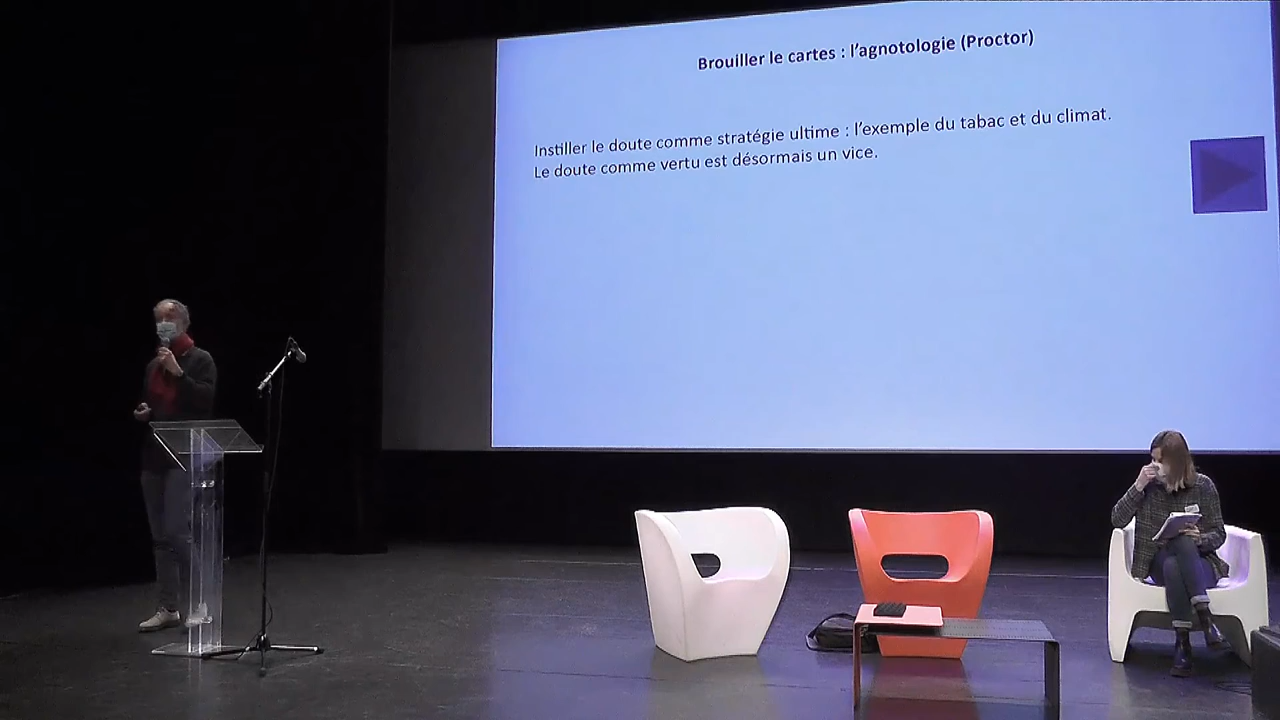 Brouiller le cartes : l'agnotologie (Proctor)
Instiller le doute comme stratégie ultime : l'exemple du tabac et du climat.
Le doute comme vertu est désormais un vice.